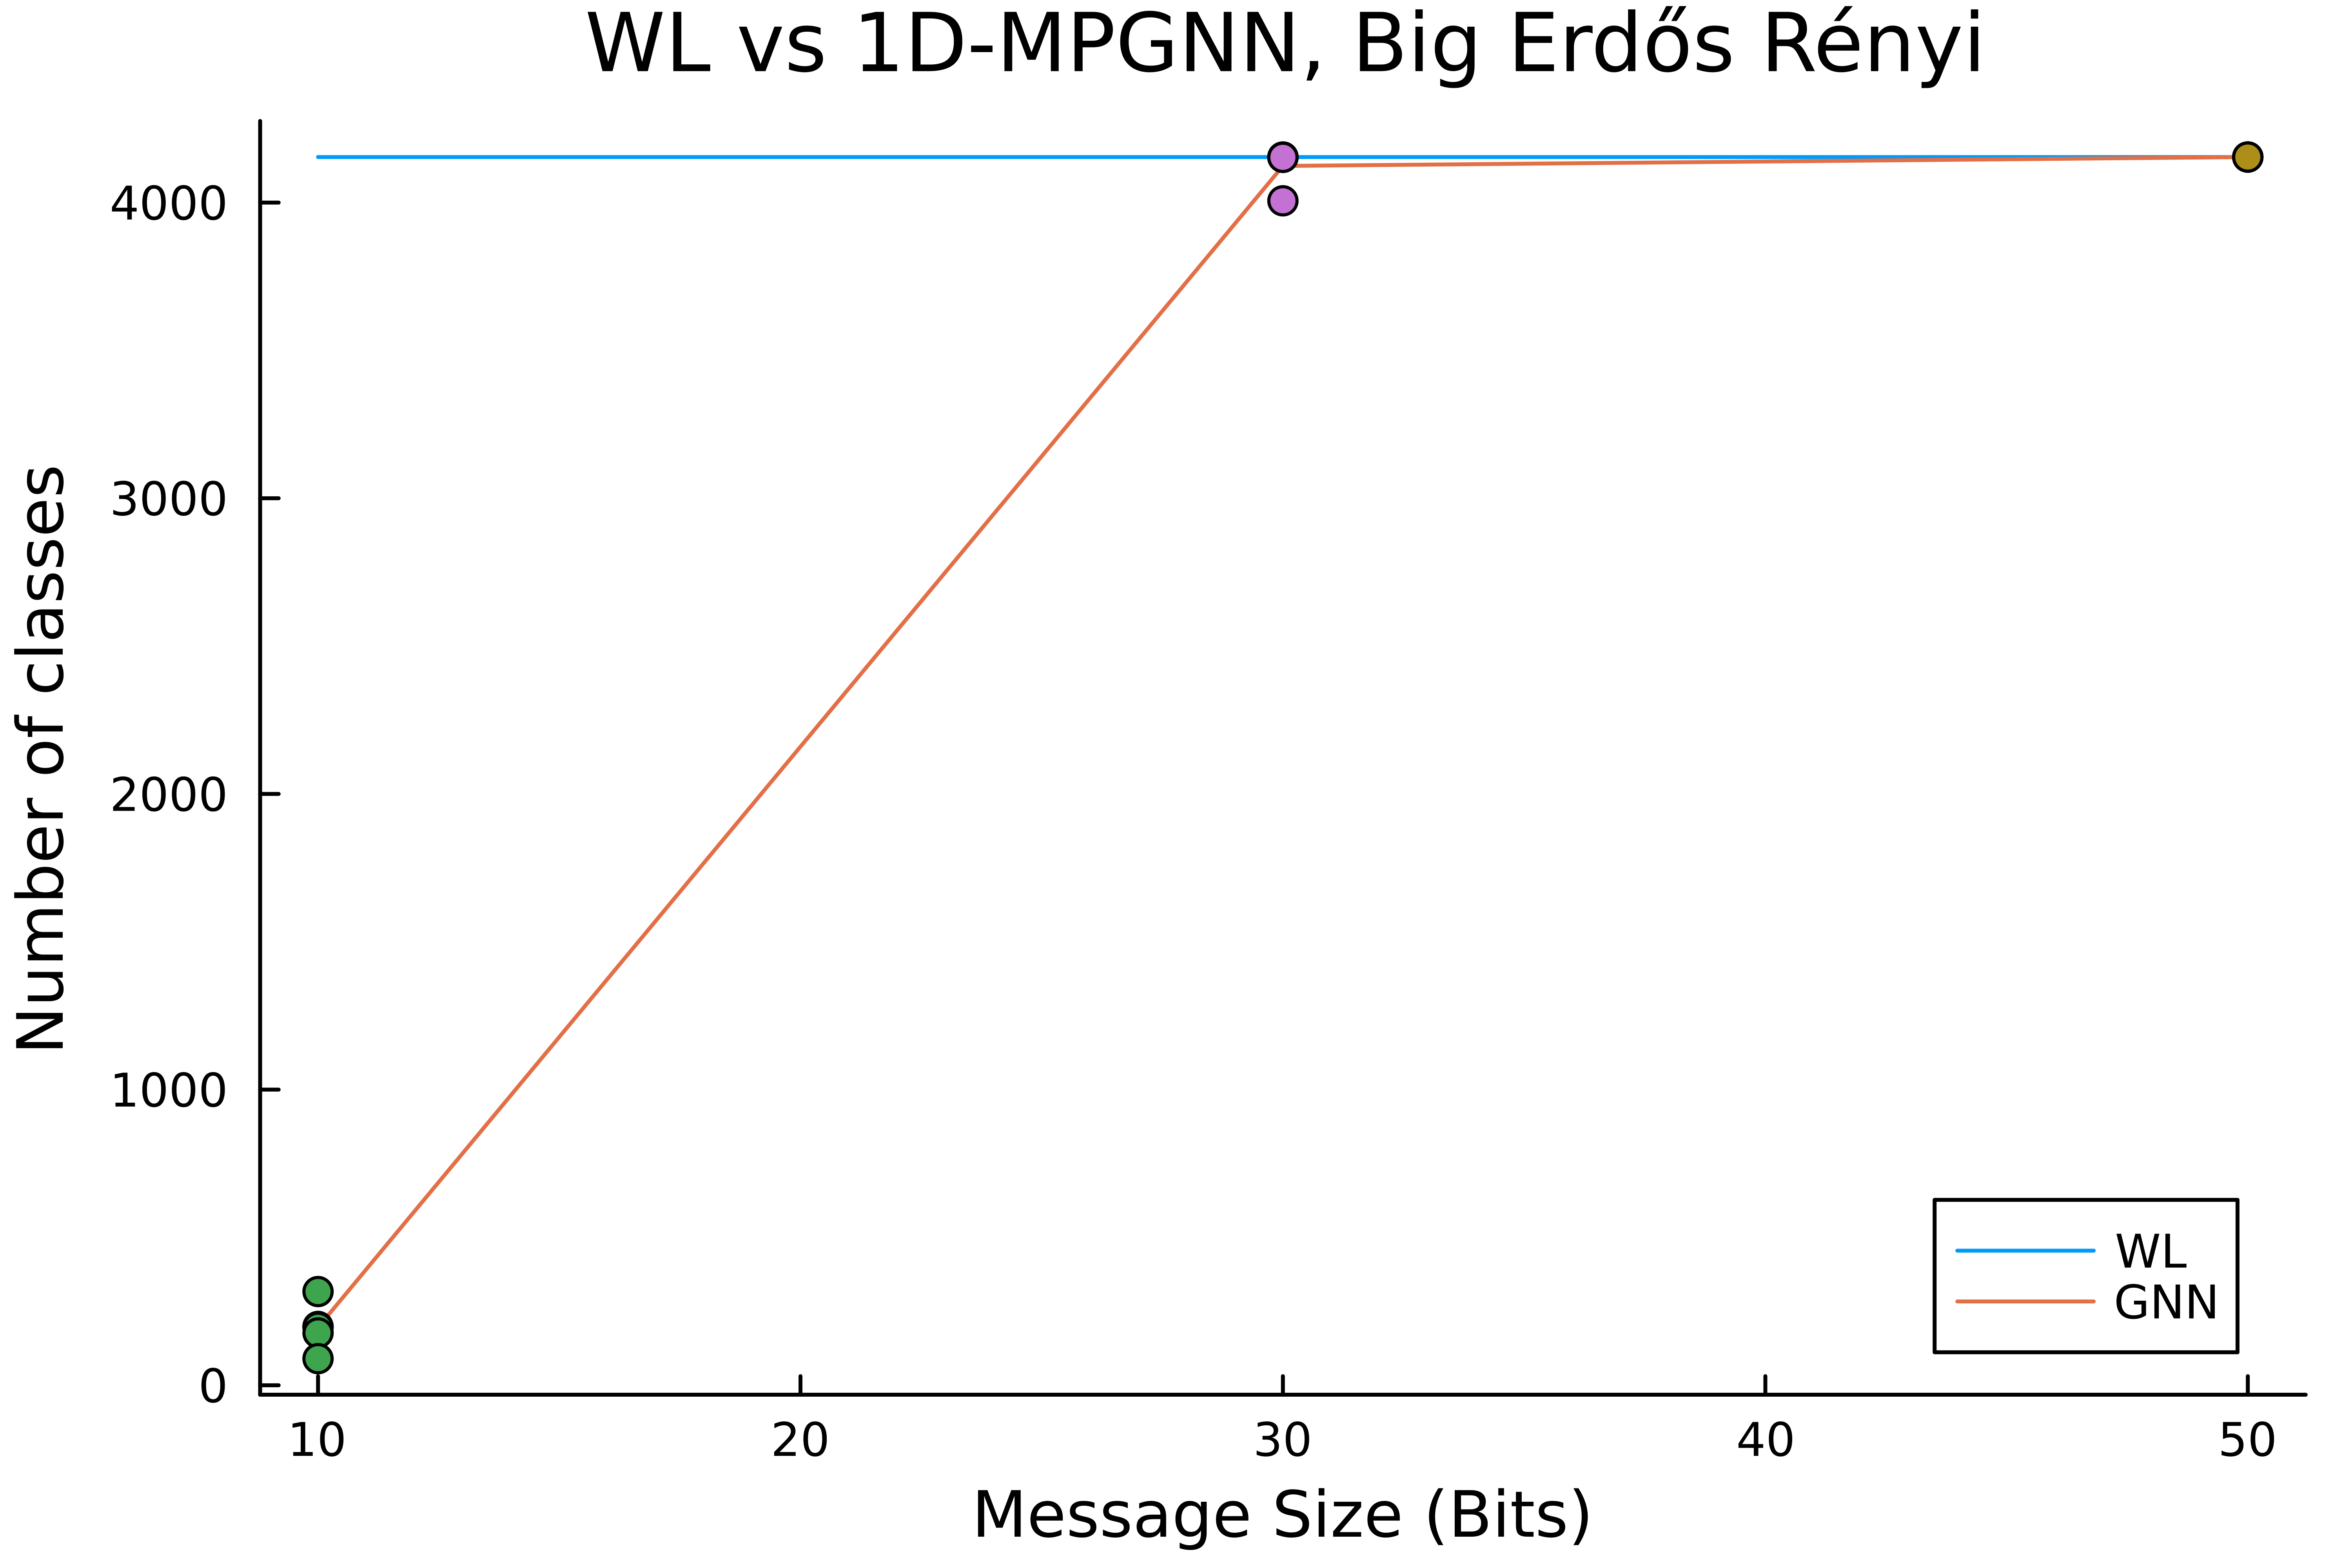 WL vs 1D-MPGNN, Big Erdős Rényi
Number of classes
4000
3000
2000
1000
0
10 20 30 40 50
Message Size (Bits)
WL
GNN